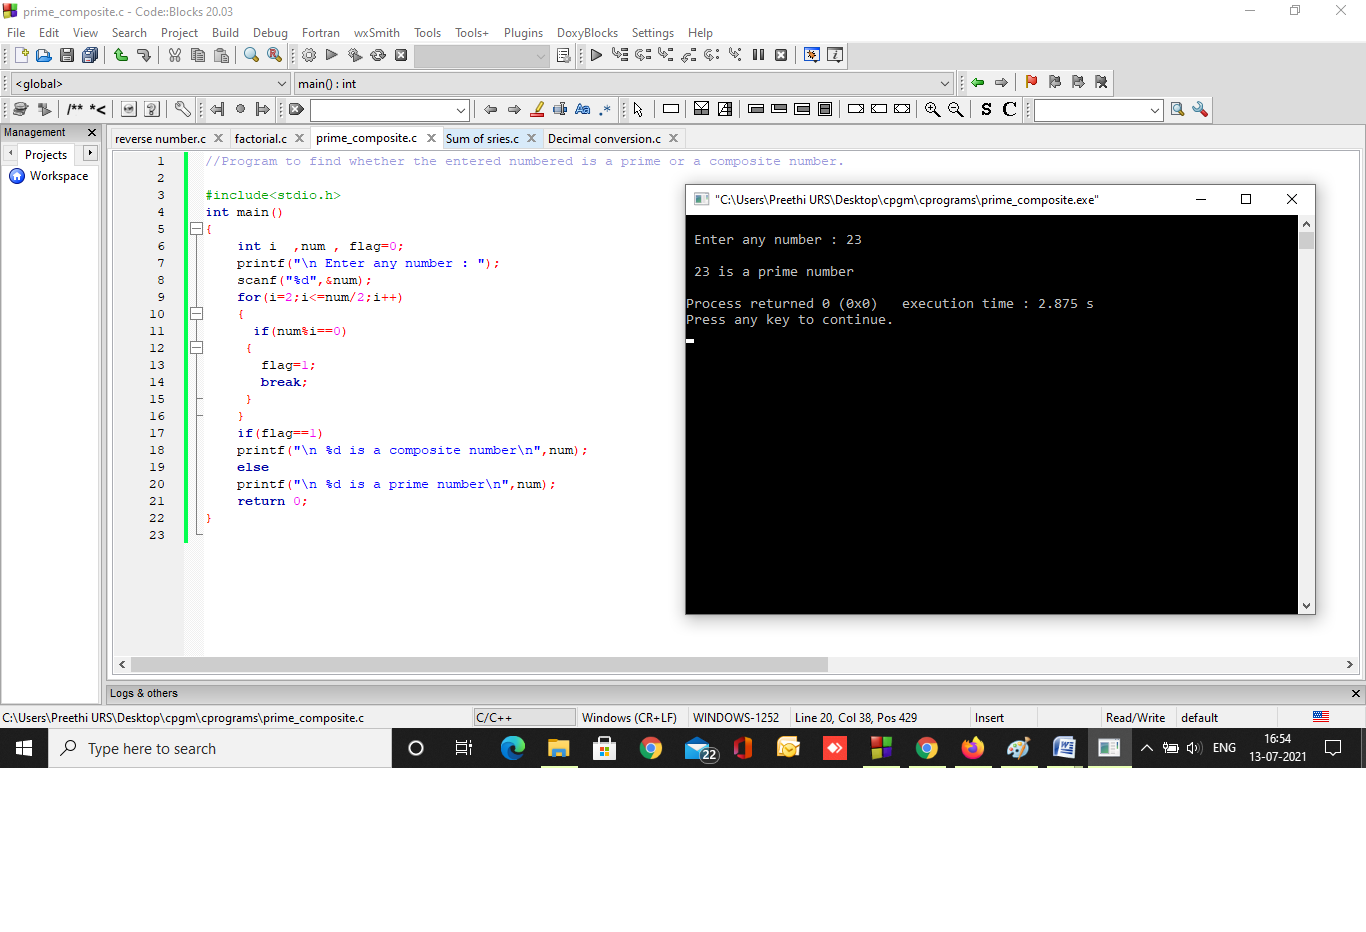 prime_composite.c - Code::Blocks 20.03
File Edit View Search Project Build Debug Fortran wxSmith Tools Tools+ Plugins DoxyBlocks Settings Help
<global> main() : int
/** *< Aa .* S C
Management
Projects
Workspace
reverse number.c factorial.c prime_composite.c Sum of sries.c Decimal conversion.c
1 //Program to find whether the entered numbered is a prime or a composite number.
2
3 #include<stdio.h>
4 int main()
5 {
6 int i  ,num , flag=0;
7 printf("\n Enter any number : ");
8 scanf("%d",&num);
9 for(i=2;i<=num/2;i++)
10 {
11 if(num%i==0)
12 {
13 flag=1;
14 break;
15 }
16 }
17 if(flag==1)
18 printf("\n %d is a composite number\n",num);
19 else
20 printf("\n %d is a prime number\n",num);
21 return 0;
22 }
23
"C:\Users\Preethi URS\Desktop\cpgm\cprograms\prime_composite.exe"
Enter any number : 23
23 is a prime number
Process returned 0 (0x0)   execution time : 2.875 s
Press any key to continue.
Logs & others
C:\Users\Preethi URS\Desktop\cpgm\cprograms\prime_composite.c C/C++ Windows (CR+LF) WINDOWS-1252 Line 20, Col 38, Pos 429 Insert Read/Write default
Type here to search 22 ENG 16:54
13-07-2021